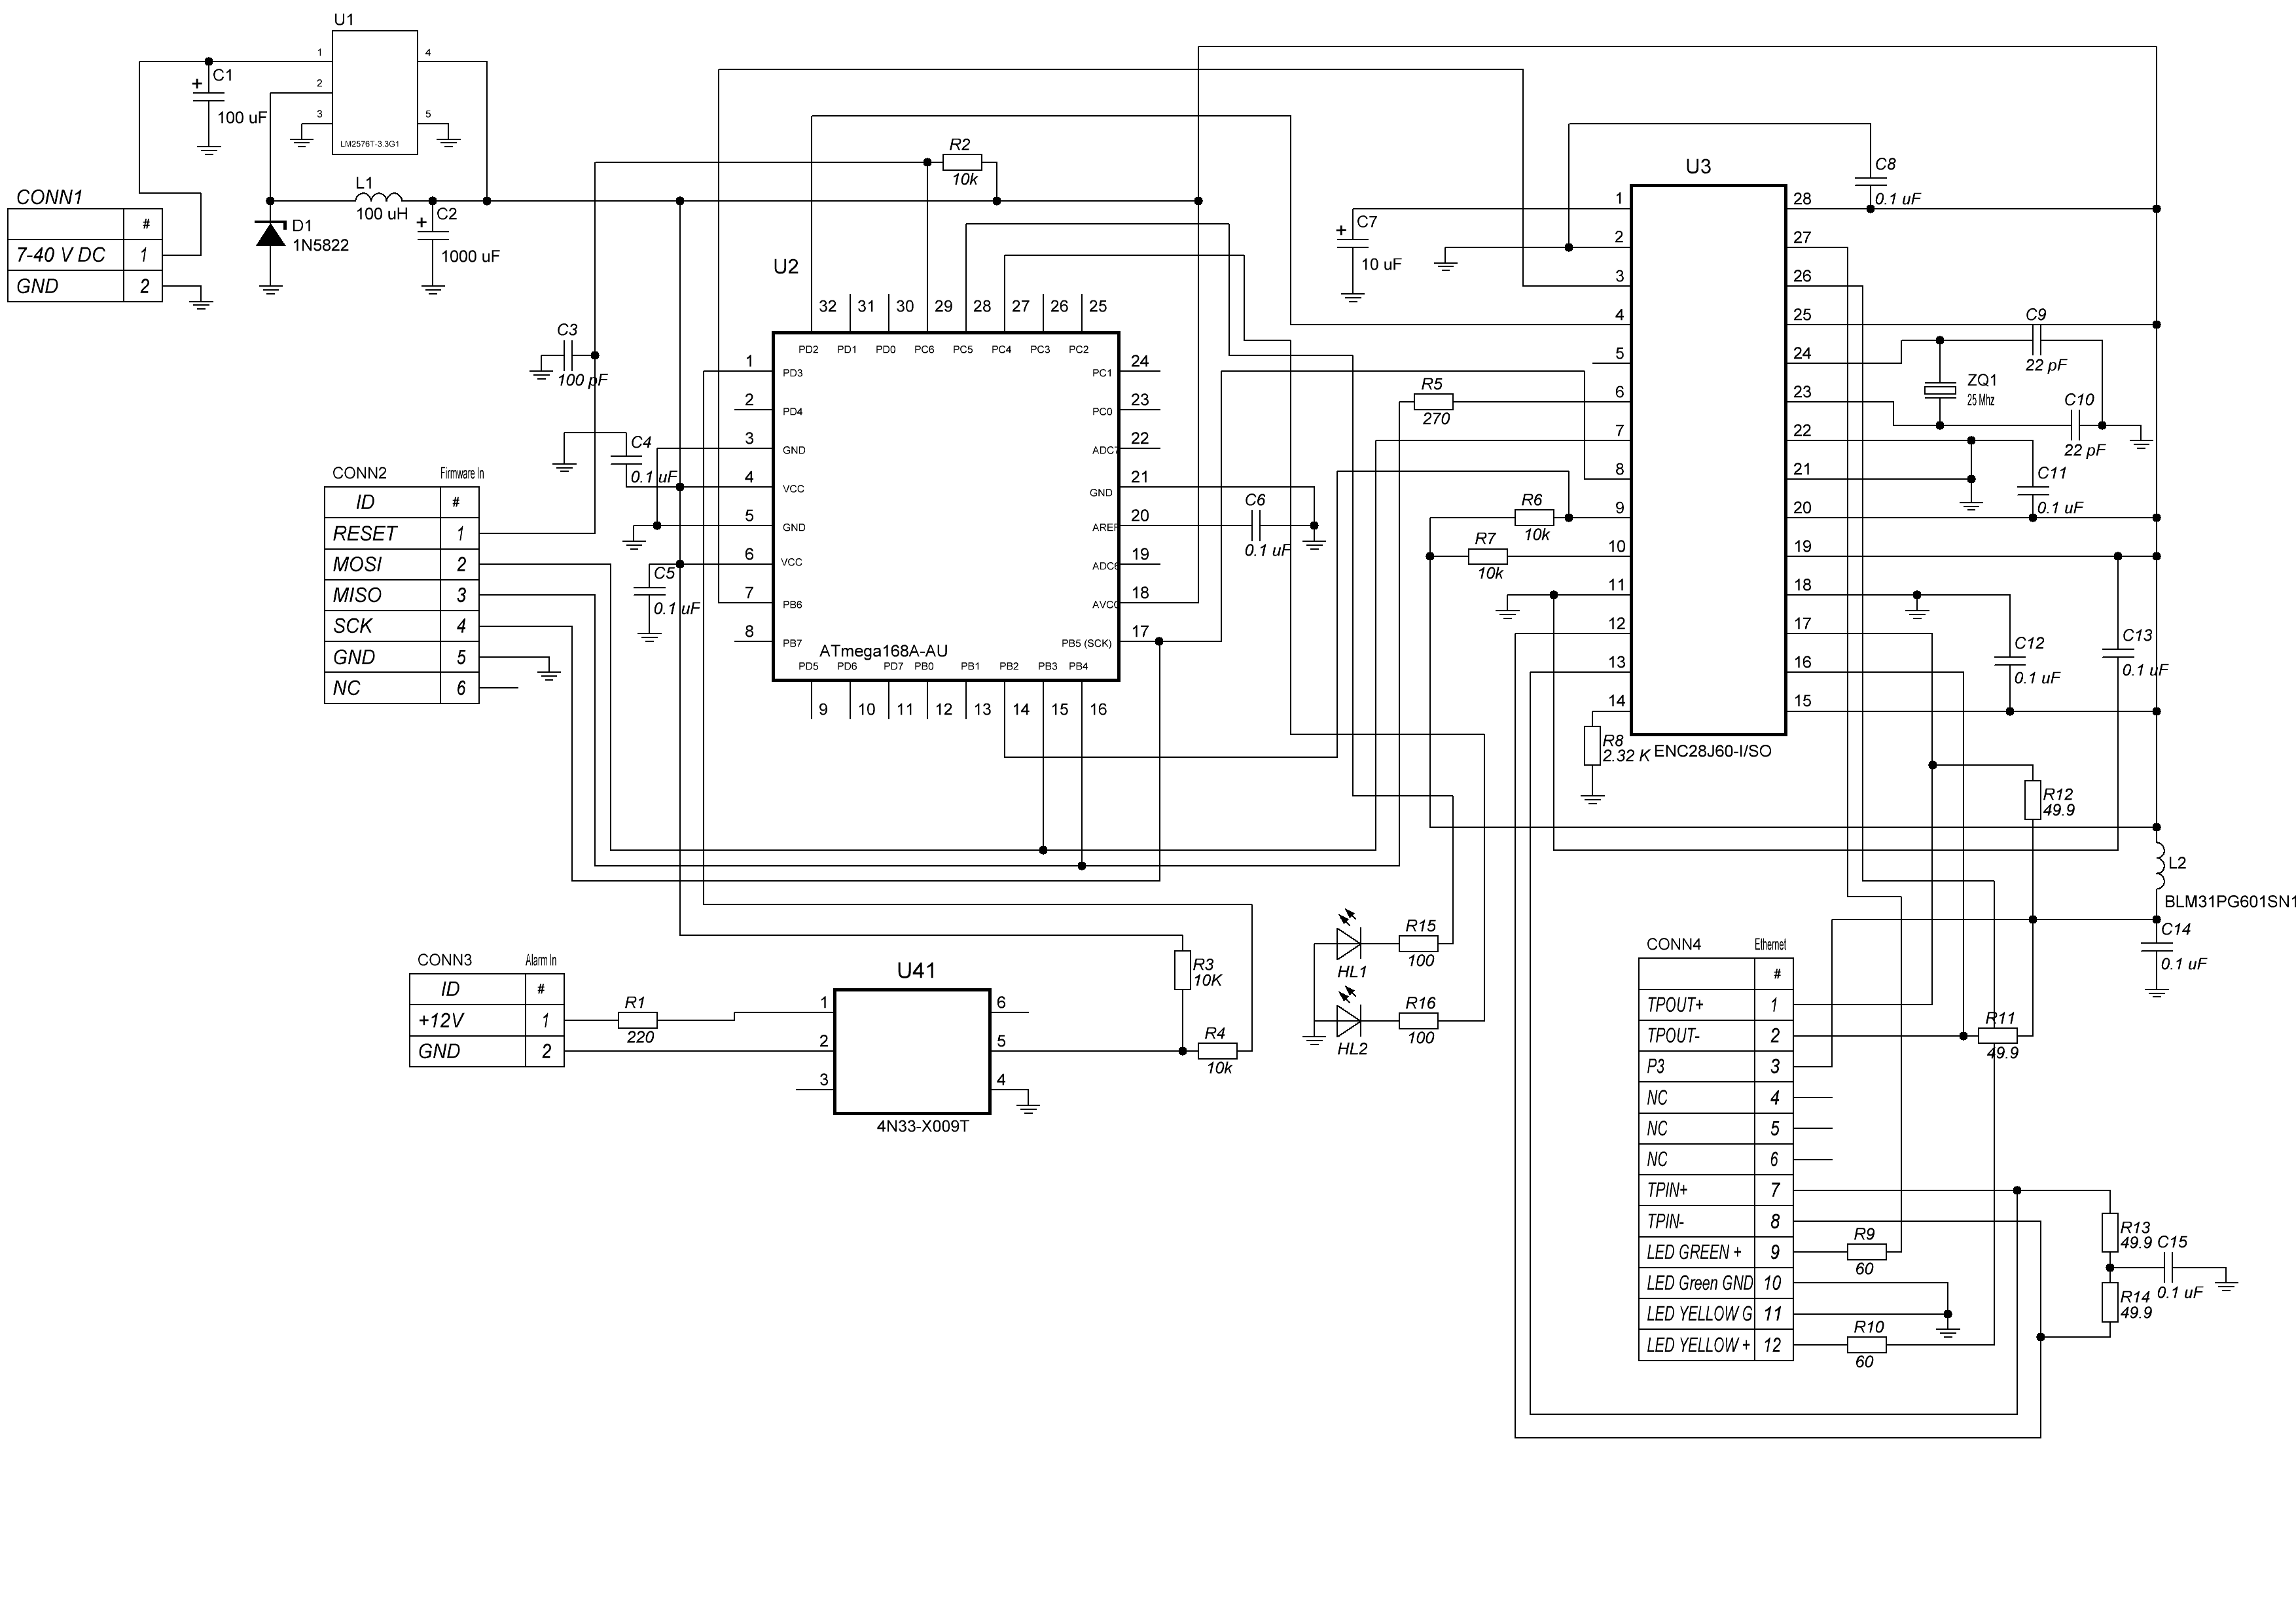 U1
1
2
3
4
5
LM2576T-3.3G1
C1
100 uF
CONN1
#
7-40 V DC 1
GND 2
D1
1N5822
L1
100 uH
C2
1000 uF
R2
10k
C3
100 pF
C4
0.1 uF
C5
0.1 uF
CONN2 Firmware In
ID #
RESET 1
MOSI 2
MISO 3
SCK 4
GND 5
NC 6
U2
32 31 30 29 28 27 26 25
PD2 PD1 PD0 PC6 PC5 PC4 PC3 PC2
1 PD3
2 PD4
3 GND
4 VCC
5 GND
6 VCC
7 PB6
8 PB7
PC1 24
PC0 23
ADC7 22
GND 21
AREF 20
ADC6 19
AVCC 18
PB5 (SCK) 17
ATmega168A-AU
PD5 PD6 PD7 PB0 PB1 PB2 PB3 PB4
9 10 11 12 13 14 15 16
C6
0.1 uF
CONN3 Alarm In
ID #
+12V 1
GND 2
R1
220
U41
1
2
3
6
5
4
4N33-X009T
R3
10K
R4
10k
HL1
R15
100
HL2
R16
100
C7
10 uF
R5
270
R6
10k
R7
10k
R8
2.32 K
U3
1
2
3
4
5
6
7
8
9
10
11
12
13
14
28
27
26
25
24
23
22
21
20
19
18
17
16
15
ENC28J60-I/SO
C8
0.1 uF
C9
22 pF
ZQ1
25 Mhz
C10
22 pF
C11
0.1 uF
C12
0.1 uF
C13
0.1 uF
R12
49.9
L2
BLM31PG601SN1
C14
0.1 uF
R11
49.9
CONN4 Ethernet
#
TPOUT+ 1
TPOUT- 2
P3 3
NC 4
NC 5
NC 6
TPIN+ 7
TPIN- 8
LED GREEN + 9
LED Green GND 10
LED YELLOW G 11
LED YELLOW + 12
R9
60
R10
60
R13
49.9
C15
0.1 uF
R14
49.9